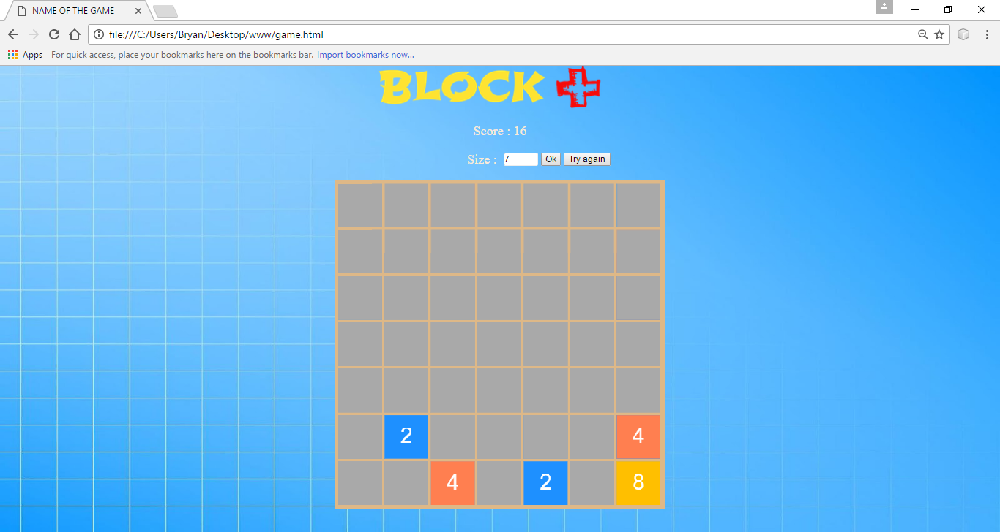 NAME OF THE GAME
file:///C:/Users/Bryan/Desktop/www/game.html
Apps For quick access, place your bookmarks here on the bookmarks bar. Import bookmarks now...
BLOCK +
Score : 16
Size : 7 Ok Try again
2 4
4 2 8